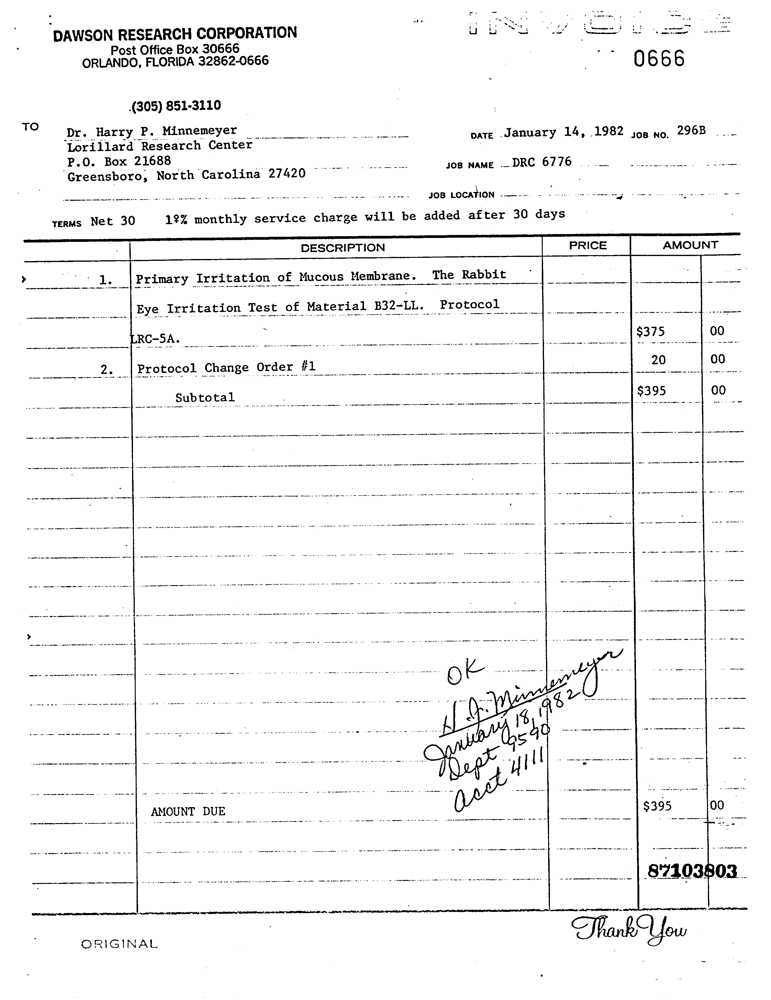 DAWSON RESEARCH CORPORATION
Post Office Box 30666
ORLANDO, FLORIDA 32862-0666
INVOICE
0666
(305) 851-3110
TO
Dr. Harry P. Minnemeyer
Lorillard Research Center
P.O. Box 21688
Greensboro, North Carolina 27420
DATE January 14, 1982 JOB NO. 296B
JOB NAME DRC 6776
JOB LOCATION
TERMS Net 30 1½% monthly service charge will be added after 30 days
DESCRIPTION PRICE AMOUNT
1. Primary Irritation of Mucous Membrane. The Rabbit
Eye Irritation Test of Material B32-LL. Protocol
LRC-5A. $375 00
2. Protocol Change Order #1 20 00
Subtotal $395 00
OK
H. J. Minnemeyer
January 18, 1982
Dept 9590
Acct 4111
AMOUNT DUE $395 00
87103803
Thank You
ORIGINAL